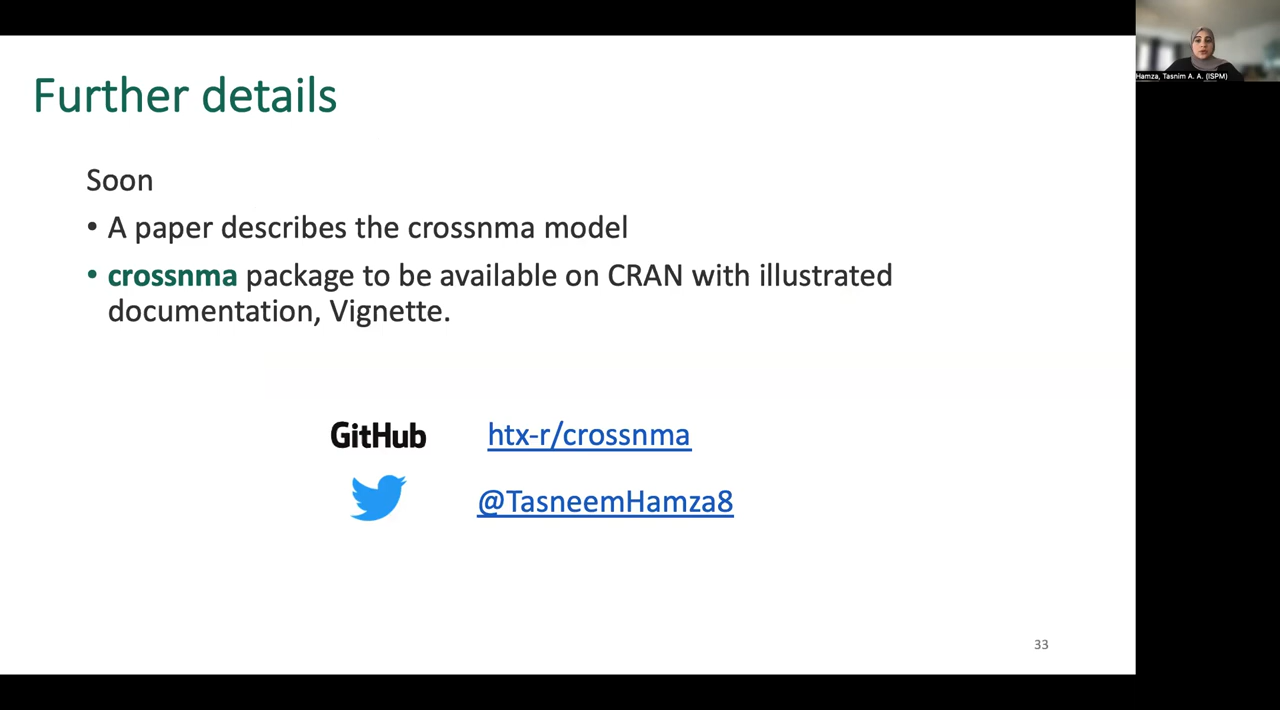 Further details
Soon
• A paper describes the crossnma model
• crossnma package to be available on CRAN with illustrated
documentation, Vignette.
GitHub htx-r/crossnma
@TasneemHamza8
33
Hamza, Tasnim A. A. (ISPM)